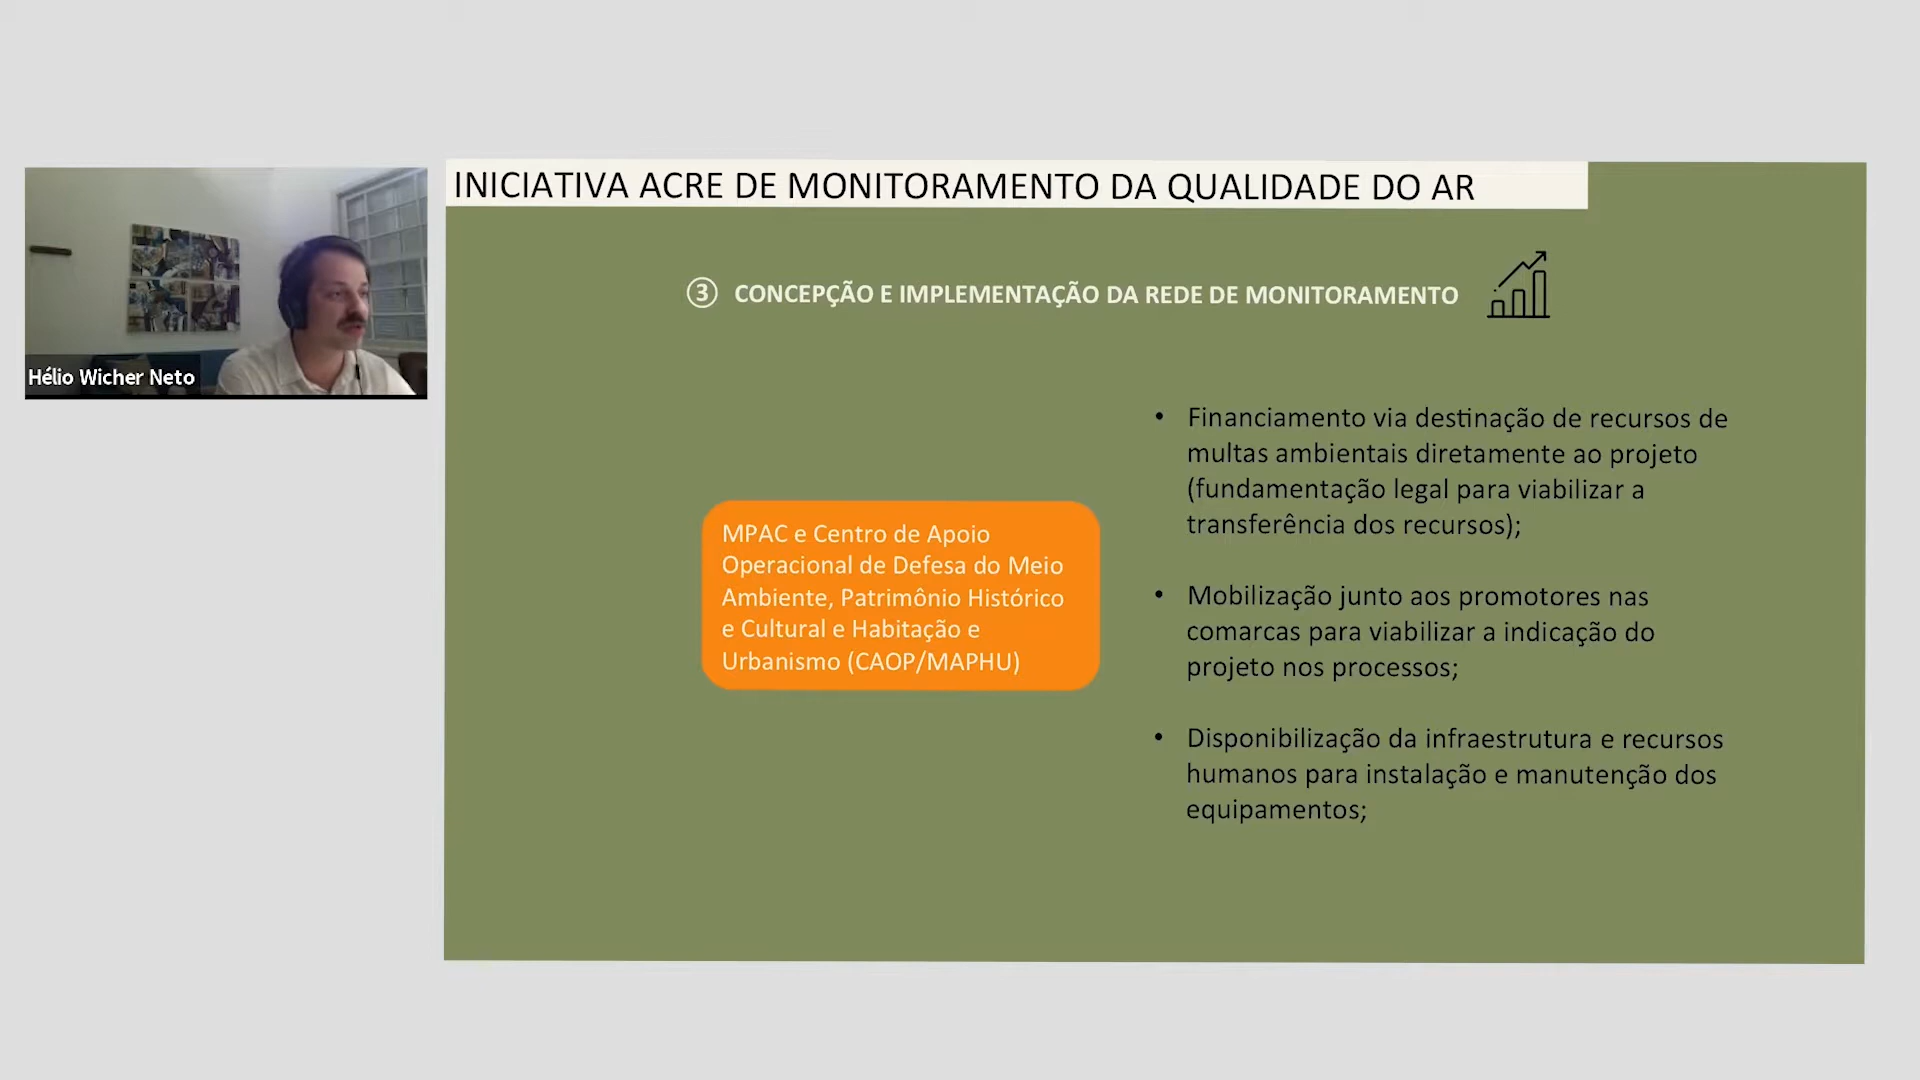 INICIATIVA ACRE DE MONITORAMENTO DA QUALIDADE DO AR
③ CONCEPÇÃO E IMPLEMENTAÇÃO DA REDE DE MONITORAMENTO
Hélio Wicher Neto
MPAC e Centro de Apoio
Operacional de Defesa do Meio
Ambiente, Patrimônio Histórico
e Cultural e Habitação e
Urbanismo (CAOP/MAPHU)
• Financiamento via destinação de recursos de
multas ambientais diretamente ao projeto
(fundamentação legal para viabilizar a
transferência dos recursos);
• Mobilização junto aos promotores nas
comarcas para viabilizar a indicação do
projeto nos processos;
• Disponibilização da infraestrutura e recursos
humanos para instalação e manutenção dos
equipamentos;